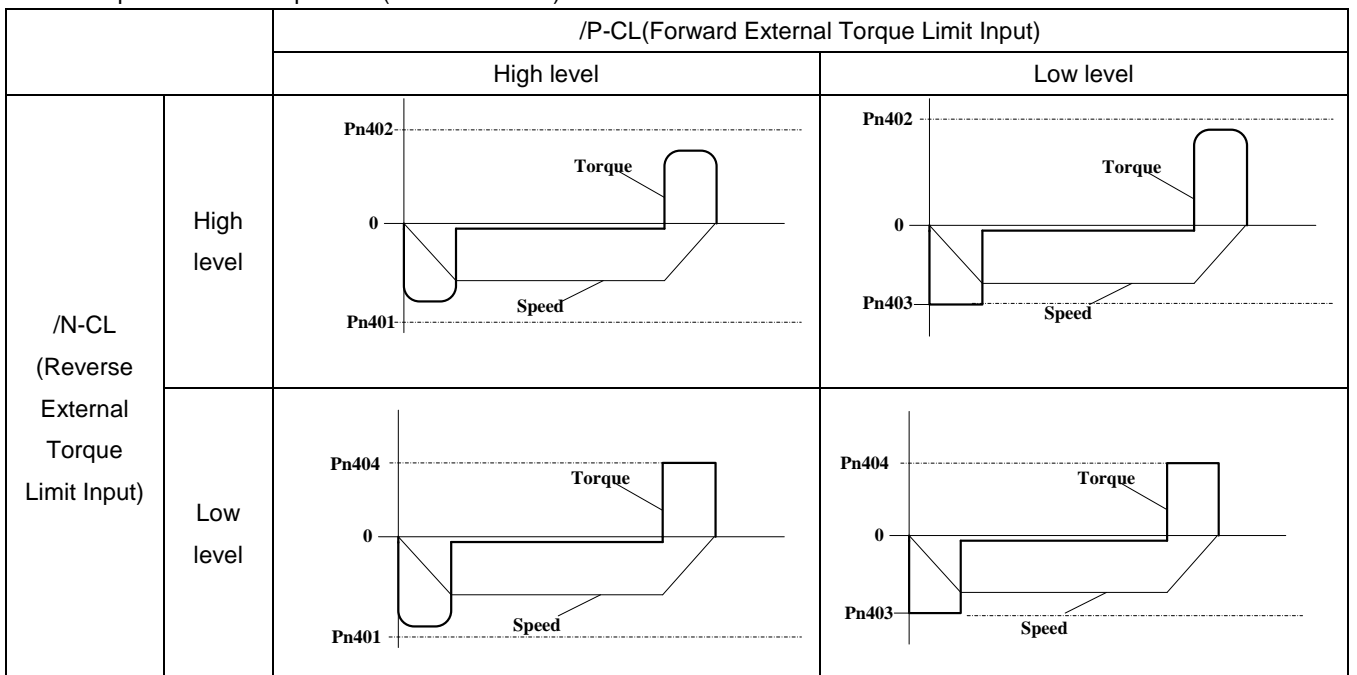 /P-CL(Forward External Torque Limit Input)
High level
Low level
/N-CL
(Reverse
External
Torque
Limit Input)
High
level
Pn402
Torque
0
Speed
Pn401
Pn402
Torque
0
Pn403
Speed
Low
level
Pn404
Torque
0
Speed
Pn401
Pn404
Torque
0
Pn403
Speed